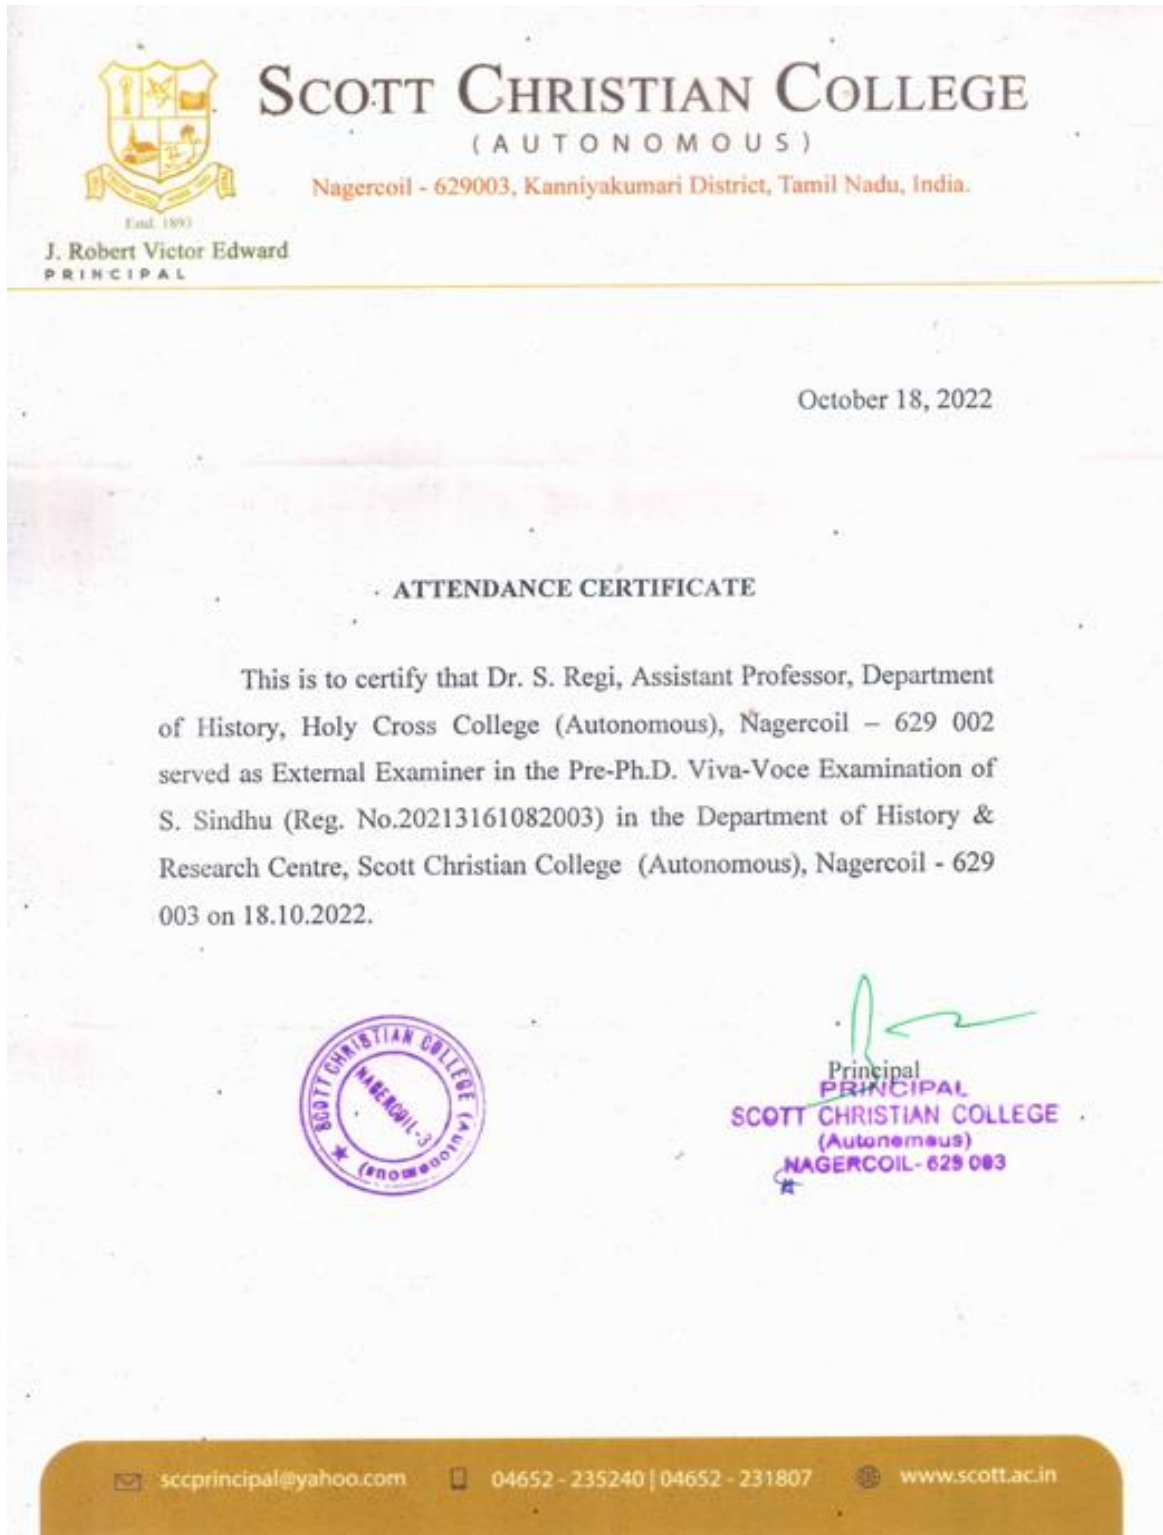 SCOTT CHRISTIAN COLLEGE
(AUTONOMOUS)
Nagercoil - 629003, Kanniyakumari District, Tamil Nadu, India.
Estd. 1893
J. Robert Victor Edward
PRINCIPAL
October 18, 2022
ATTENDANCE CERTIFICATE
This is to certify that Dr. S. Regi, Assistant Professor, Department
of History, Holy Cross College (Autonomous), Nagercoil – 629 002
served as External Examiner in the Pre-Ph.D. Viva-Voce Examination of
S. Sindhu (Reg. No.20213161082003) in the Department of History &
Research Centre, Scott Christian College (Autonomous), Nagercoil - 629
003 on 18.10.2022.
SCOTT CHRISTIAN COLLEGE (Autonomous)
NAGERCOIL-3
Principal
PRINCIPAL
SCOTT CHRISTIAN COLLEGE
(Autonomous)
NAGERCOIL- 629 003
sccprincipal@yahoo.com 04652 - 235240 | 04652 - 231807 www.scott.ac.in